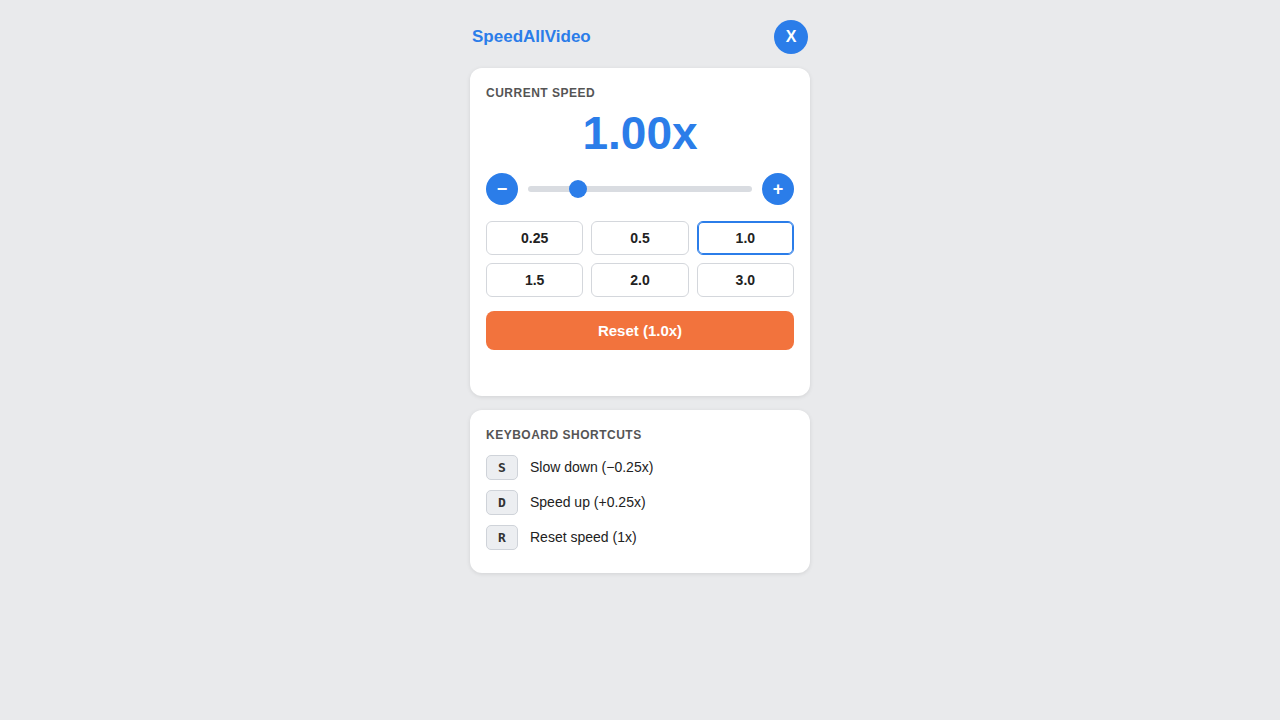 SpeedAllVideo X
CURRENT SPEED
1.00x
− +
0.25 0.5 1.0
1.5 2.0 3.0
Reset (1.0x)
KEYBOARD SHORTCUTS
S Slow down (−0.25x)
D Speed up (+0.25x)
R Reset speed (1x)